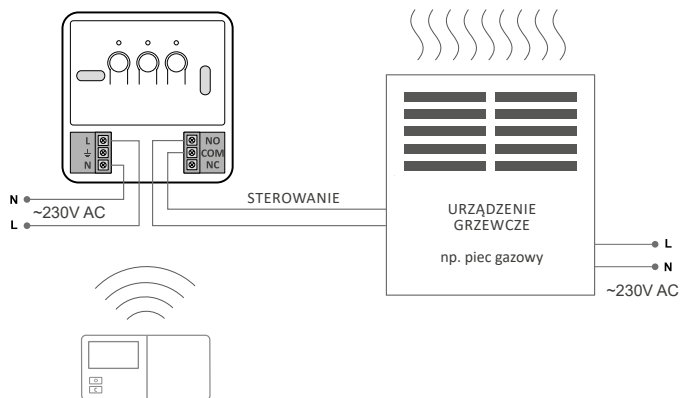 L
N
NO
COM
NC
N
~230V AC
L
STEROWANIE
URZĄDZENIE
GRZEWCZE
np. piec gazowy
L
N
~230V AC